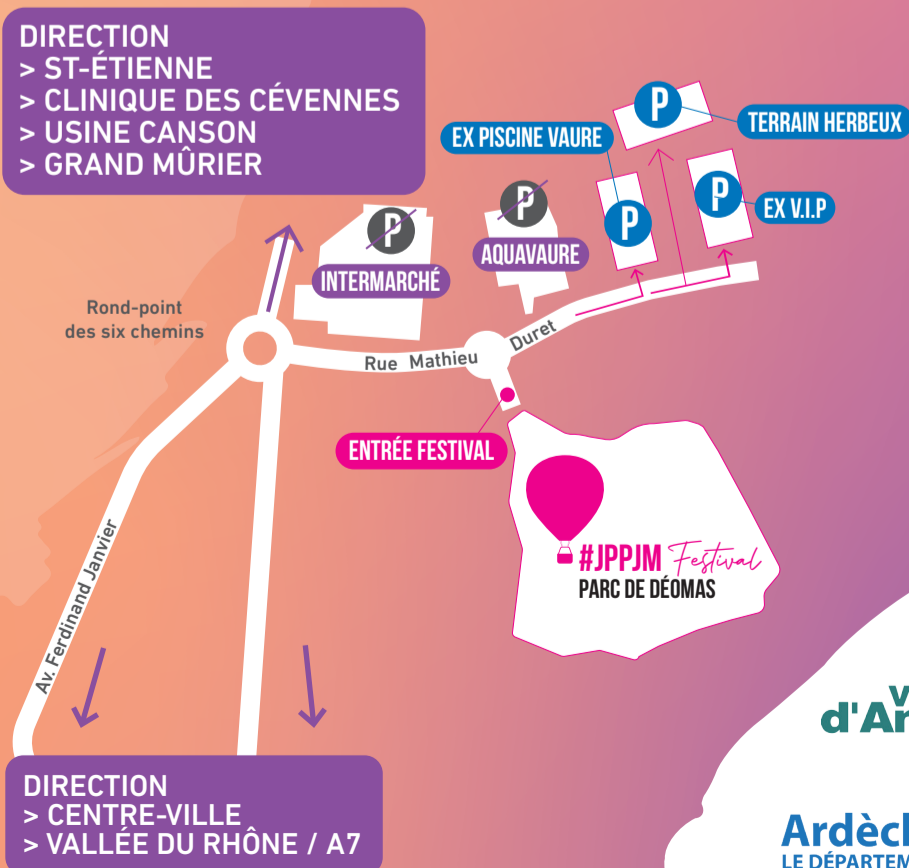 DIRECTION
> ST-ÉTIENNE
> CLINIQUE DES CÉVENNES
> USINE CANSON
> GRAND MÛRIER
P
TERRAIN HERBEUX
EX PISCINE VAURE
P
P
EX V.I.P
P
INTERMARCHÉ
P
AQUAVAURE
Rond-point
des six chemins
Rue Mathieu Duret
ENTRÉE FESTIVAL
#JPPJM Festival
PARC DE DÉOMAS
Av. Ferdinand Janvier
DIRECTION
> CENTRE-VILLE
> VALLÉE DU RHÔNE / A7